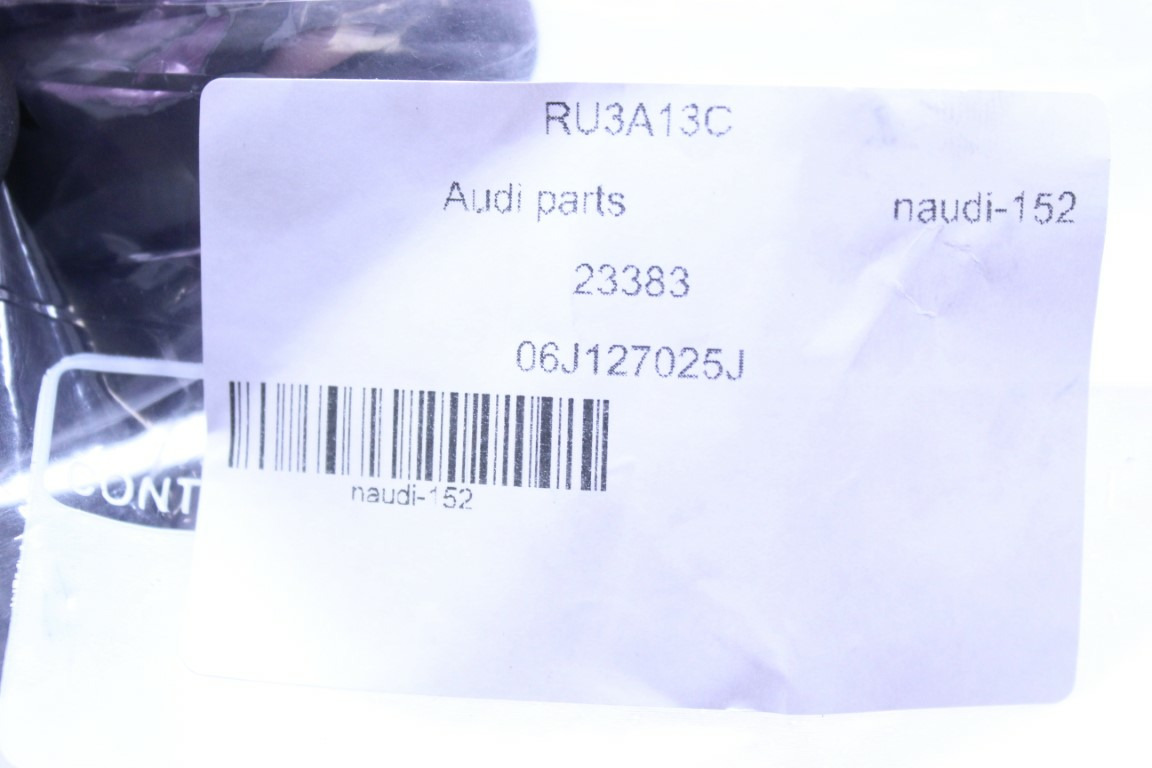 RU3A13C
Audi parts naudi-152
23383
06J127025J
naudi-152
CONT